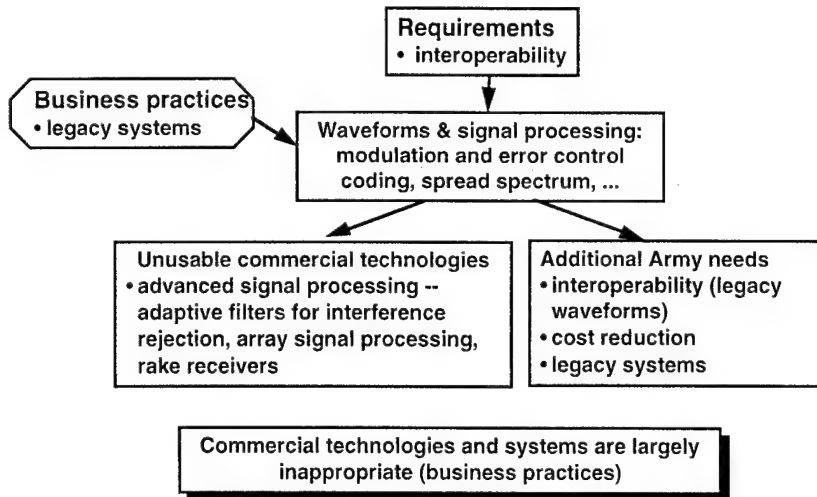 Requirements
• interoperability
Business practices
• legacy systems
Waveforms & signal processing:
modulation and error control
coding, spread spectrum, ...
Unusable commercial technologies
• advanced signal processing --
adaptive filters for interference
rejection, array signal processing,
rake receivers
Additional Army needs
• interoperability (legacy
waveforms)
• cost reduction
• legacy systems
Commercial technologies and systems are largely
inappropriate (business practices)